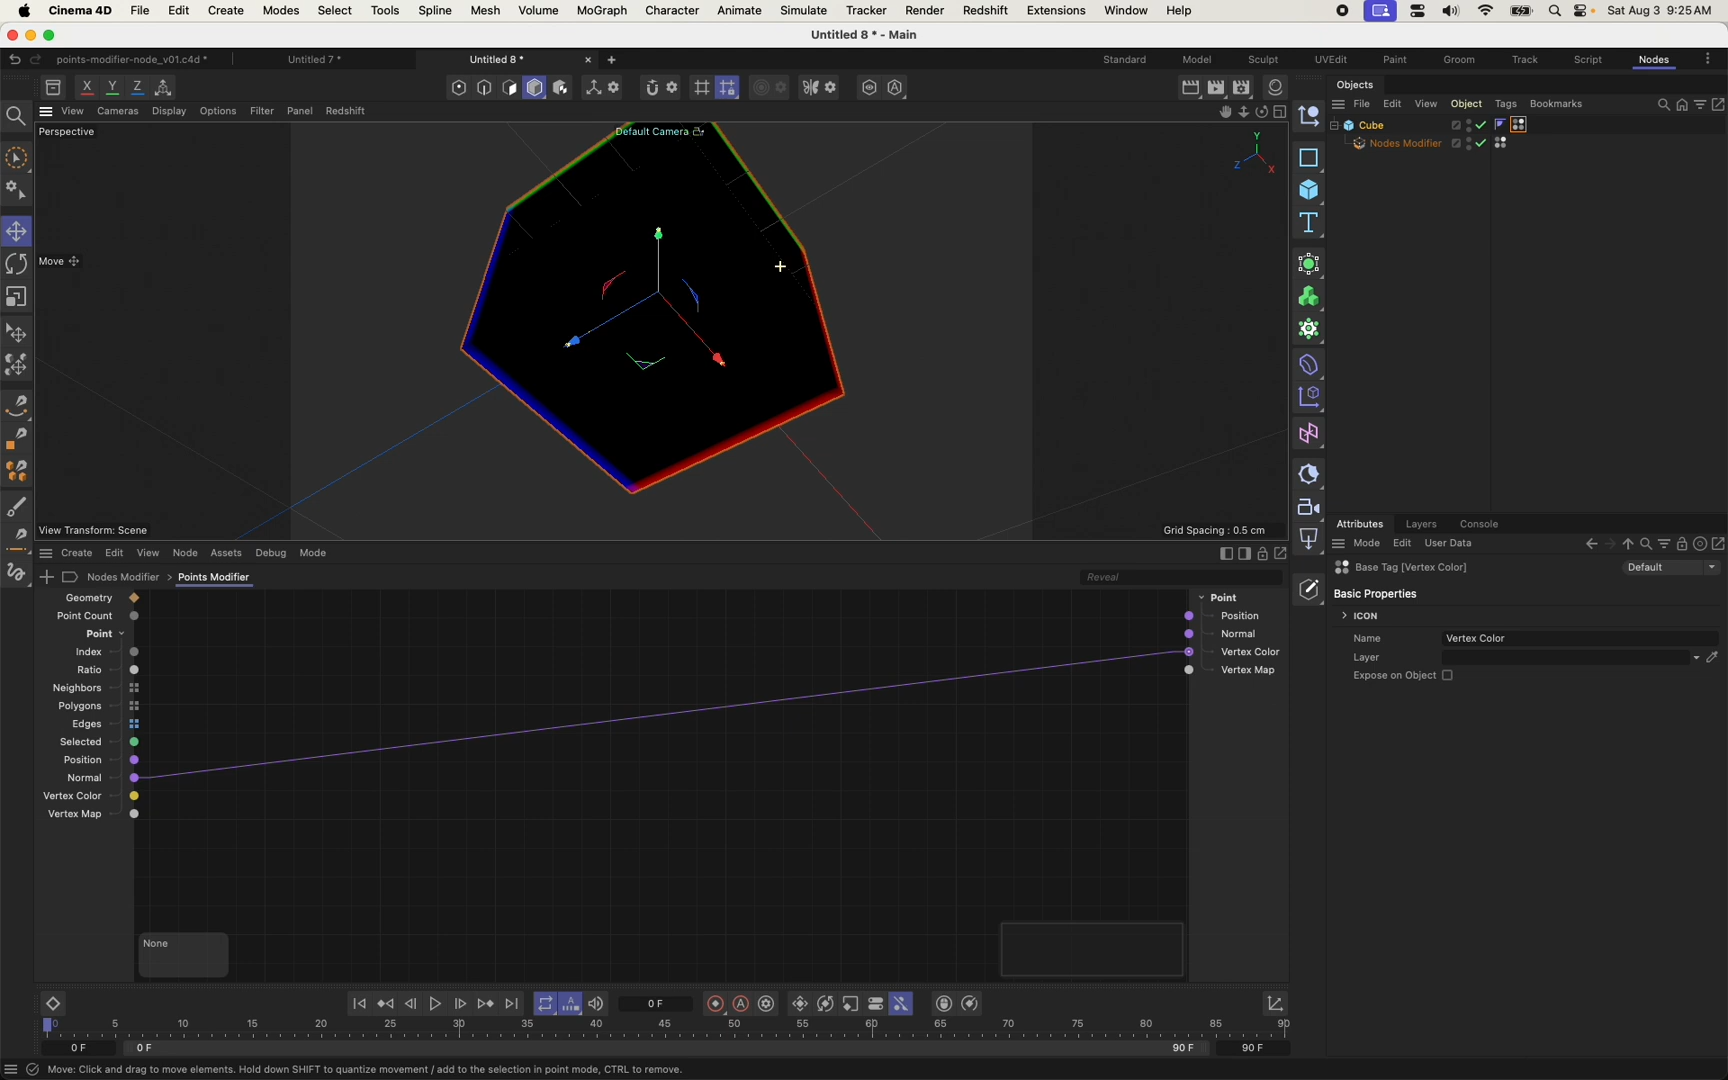 Cinema 4D File Edit Create Modes Select Tools Spline Mesh Volume MoGraph Character Animate Simulate Tracker Render Redshift Extensions Window Help Sat Aug 3 9:25 AM
Untitled 8 * - Main
points-modifier-node_v01.c4d * Untitled 7 * Untitled 8 * × + Standard Model Sculpt UVEdit Paint Groom Track Script Nodes
X Y Z
Objects
View Cameras Display Options Filter Panel Redshift
File Edit View Object Tags Bookmarks
Perspective
Default Camera
Y
Z
X
Cube
Nodes Modifier
Move
View Transform: Scene
Grid Spacing : 0.5 cm
Attributes Layers Console
Mode Edit User Data
Base Tag [Vertex Color]
Default
Basic Properties
ICON
Name Vertex Color
Layer
Expose on Object
Create Edit View Node Assets Debug Mode
Nodes Modifier > Points Modifier
Reveal
Geometry
Point Count
Point
Index
Ratio
Neighbors
Polygons
Edges
Selected
Position
Normal
Vertex Color
Vertex Map
Point
Position
Normal
Vertex Color
Vertex Map
None
0 F
0 5 10 15 20 25 30 35 40 45 50 55 60 65 70 75 80 85 90
0 F 0 F 90 F 90 F
Move: Click and drag to move elements. Hold down SHIFT to quantize movement / add to the selection in point mode, CTRL to remove.